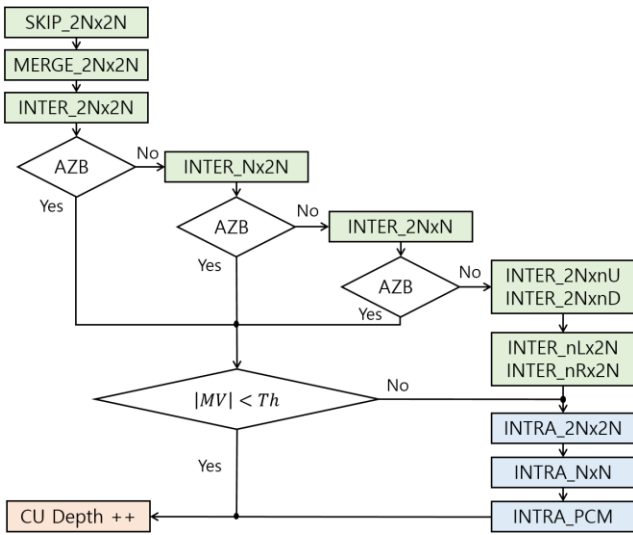 SKIP_2Nx2N
MERGE_2Nx2N
INTER_2Nx2N
AZB
No
INTER_Nx2N
Yes
AZB
No
INTER_2NxN
Yes
AZB
No
INTER_2NxnU
INTER_2NxnD
Yes
INTER_nLx2N
INTER_nRx2N
|MV| < Th
No
INTRA_2Nx2N
Yes
INTRA_NxN
CU Depth ++
INTRA_PCM